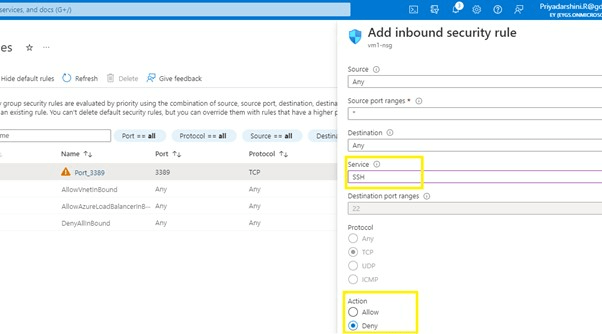 services, and docs (G+/)
Priyadarshini.R@gd
EY (EYGS.ONMICROSOF
es
Hide default rules
Refresh
Delete
Give feedback
y group security rules are evaluated by priority using the combination of source, source port, destination, destina
an existing rule. You can't delete default security rules, but you can override them with rules that have a higher p
me
Port == all
Protocol == all
Source == all
Destina
Name
Port
Protocol
Port_3389
3389
TCP
AllowVnetInBound
Any
Any
AllowAzureLoadBalancerInB···
Any
Any
DenyAllInBound
Any
Any
Add inbound security rule
vm1-nsg
Source
Any
Source port ranges *
*
Destination
Any
Service
SSH
Destination port ranges
22
Protocol
Any
TCP
UDP
ICMP
Action
Allow
Deny